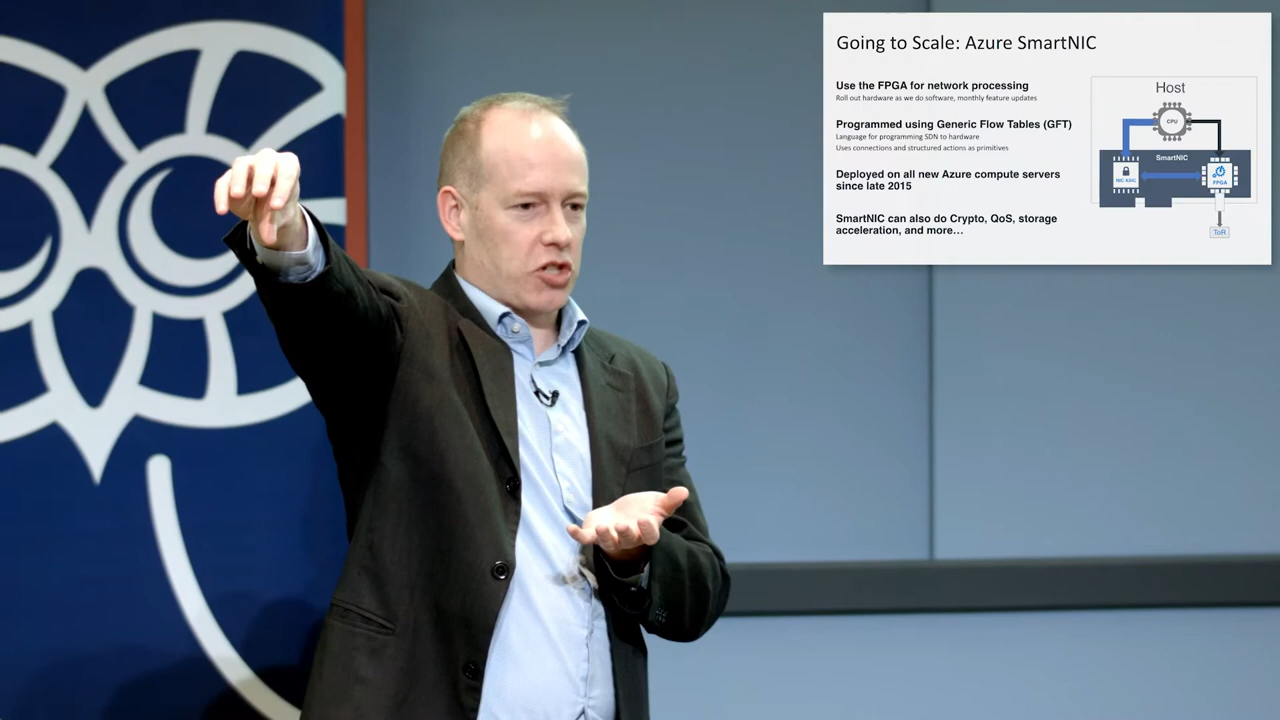 Going to Scale: Azure SmartNIC
Use the FPGA for network processing
Roll out hardware as we do software, monthly feature updates
Programmed using Generic Flow Tables (GFT)
Language for programming SDN to hardware
Uses connections and structured actions as primitives
Deployed on all new Azure compute servers
since late 2015
SmartNIC can also do Crypto, QoS, storage
acceleration, and more...
Host
CPU
SmartNIC
NIC ASIC
FPGA
ToR